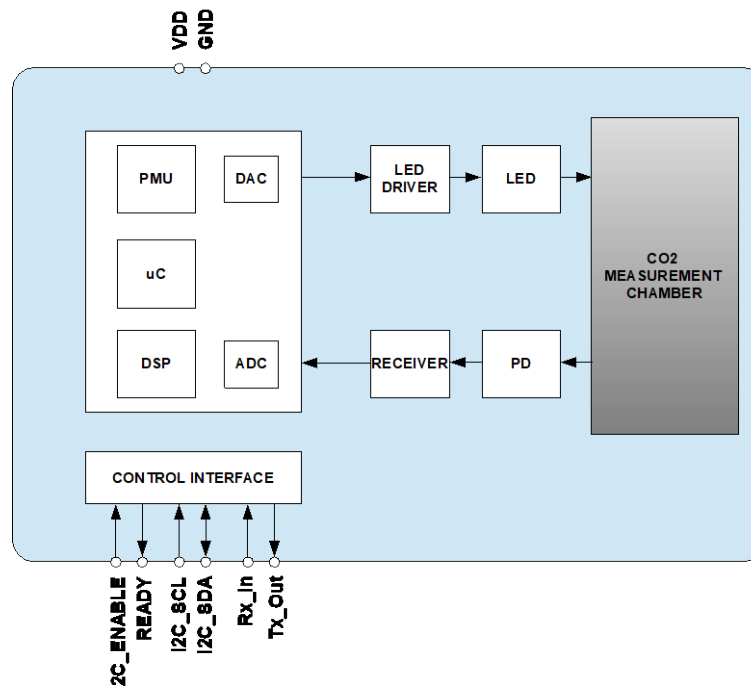 VDD
GND
PMU
DAC
LED
DRIVER
LED
CO2
MEASUREMENT
CHAMBER
uC
DSP
ADC
RECEIVER
PD
CONTROL INTERFACE
2C_ENABLE
READY
I2C_SCL
I2C_SDA
Rx_In
Tx_Out